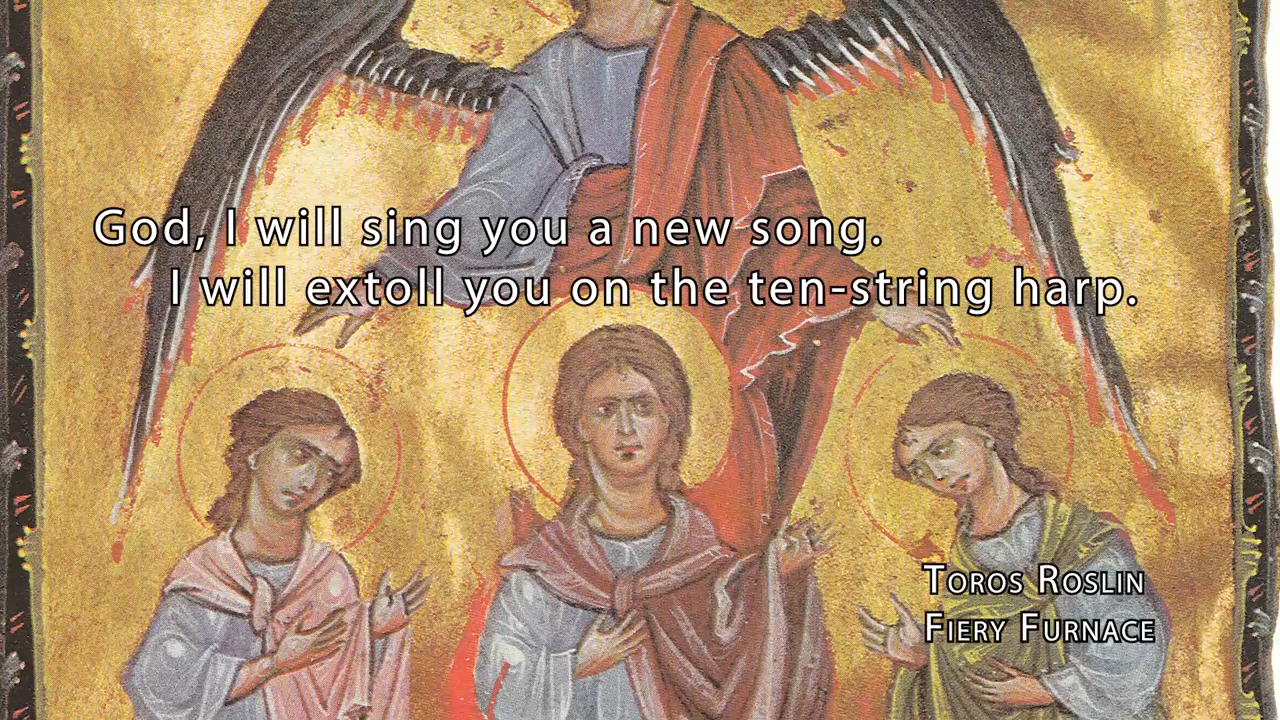 God, I will sing you a new song.
I will extoll you on the ten-string harp.
Toros Roslin
Fiery Furnace